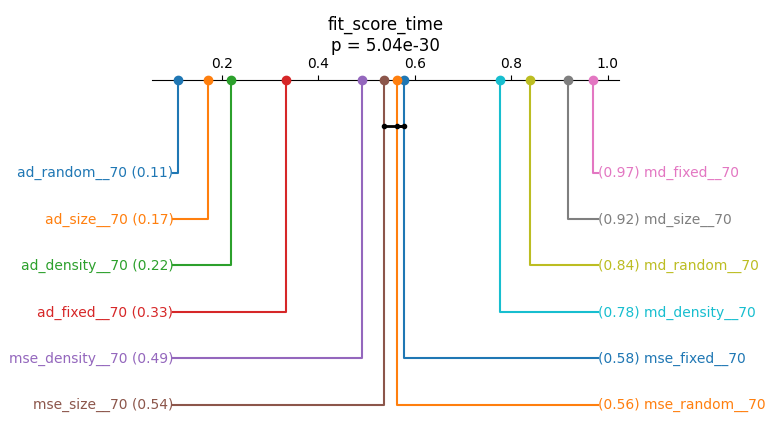 fit_score_time
p = 5.04e-30
0.2 0.4 0.6 0.8 1.0
ad_random__70 (0.11) (0.97) md_fixed__70
ad_size__70 (0.17) (0.92) md_size__70
ad_density__70 (0.22) (0.84) md_random__70
ad_fixed__70 (0.33) (0.78) md_density__70
mse_density__70 (0.49) (0.58) mse_fixed__70
mse_size__70 (0.54) (0.56) mse_random__70